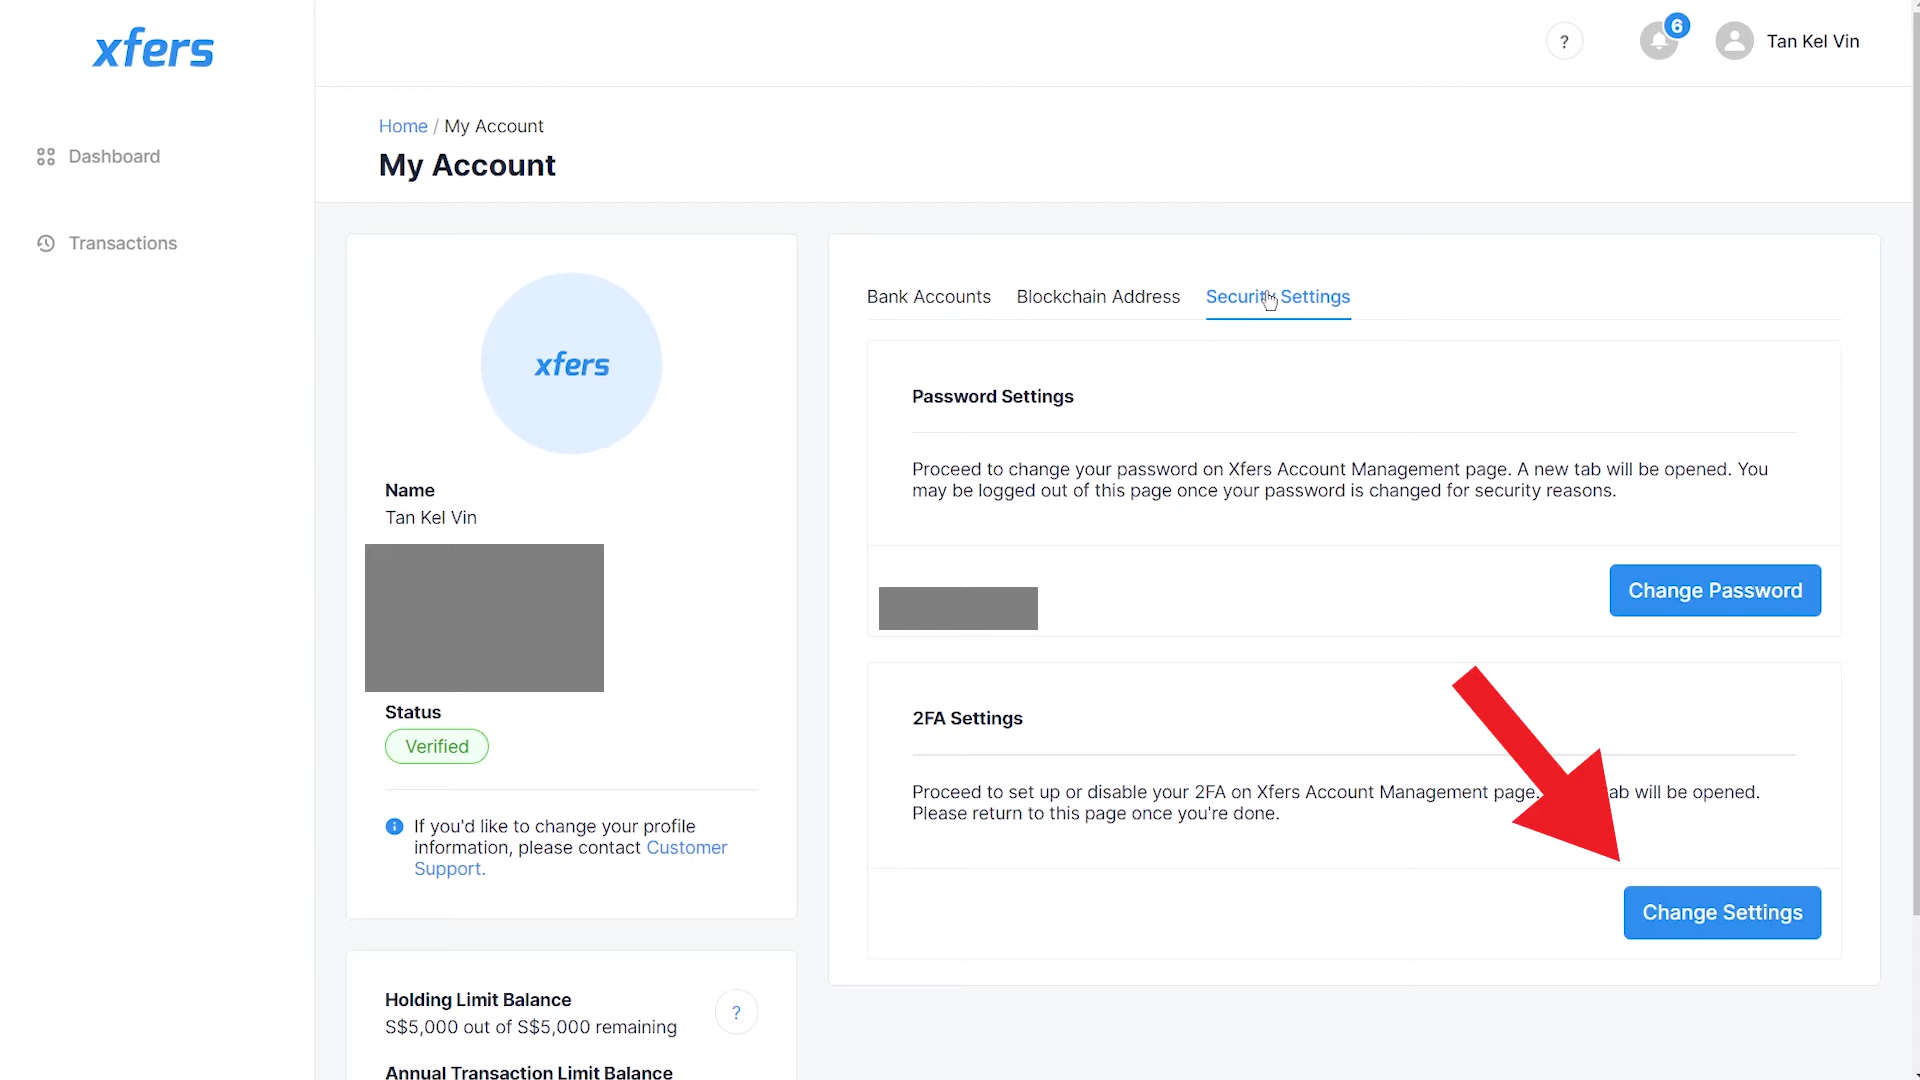 xfers
?
6
Tan Kel Vin
Dashboard
Transactions
Home / My Account
My Account
xfers
Name
Tan Kel Vin
Status
Verified
If you'd like to change your profile
information, please contact Customer
Support.
Holding Limit Balance
S$5,000 out of S$5,000 remaining
?
Annual Transaction Limit Balance
Bank Accounts Blockchain Address Security Settings
Password Settings
Proceed to change your password on Xfers Account Management page. A new tab will be opened. You
may be logged out of this page once your password is changed for security reasons.
Change Password
2FA Settings
Proceed to set up or disable your 2FA on Xfers Account Management page. ab will be opened.
Please return to this page once you're done.
Change Settings